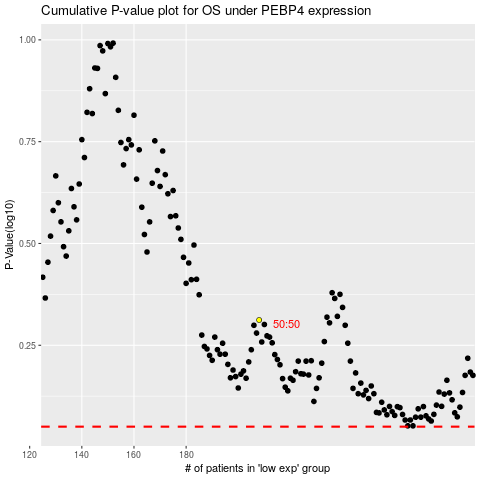 Cumulative P-value plot for OS under PEBP4 expression
1.00
0.75
0.50
0.25
P-Value(log10)
50:50
120 140 160 180
# of patients in 'low exp' group